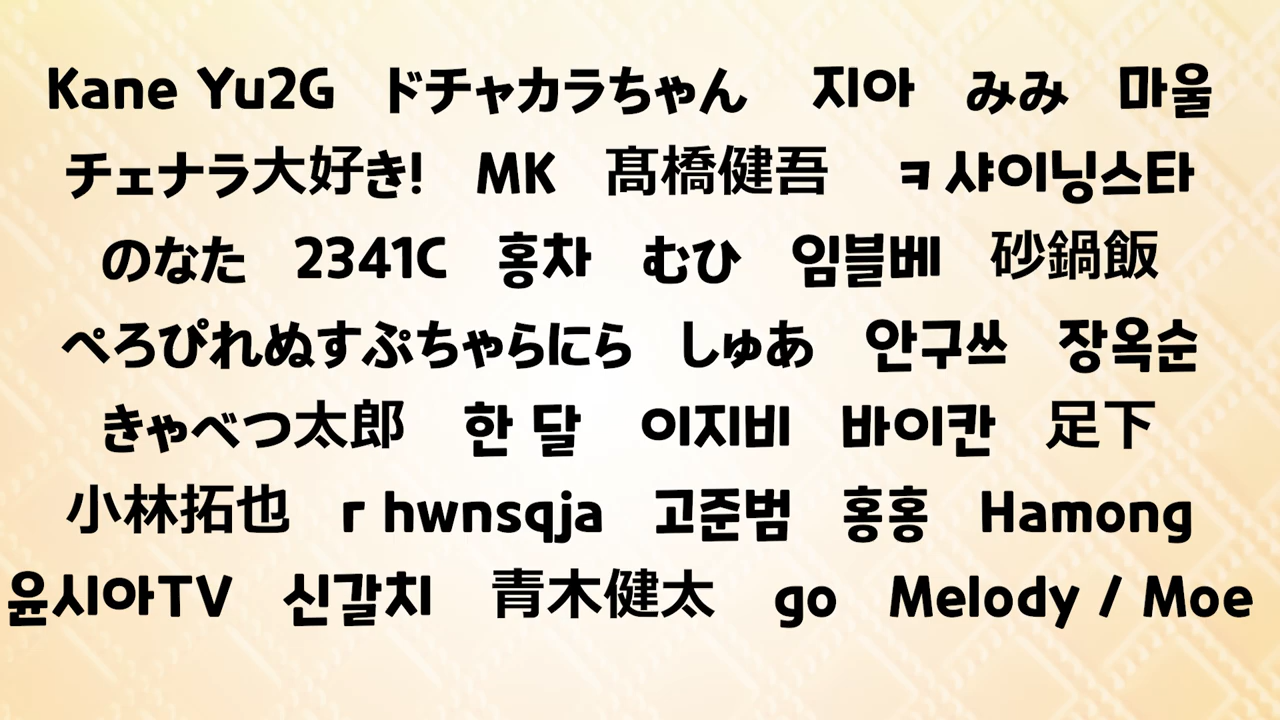 Kane Yu2G ドチャカラちゃん 지아 みみ 마울
チェナラ大好き! MK 髙橋健吾 ㅋ 샤이닝스타
のなた 2341C 홍차 むひ 임블베 砂鍋飯
ぺろぴれぬすぷちゃらにら しゅあ 안구쓰 장옥순
きゃべつ太郎 한 달 이지비 바이칸 足下
小林拓也 r hwnsqja 고준범 홍홍 Hamong
윤시아TV 신갈치 青木健太 go Melody / Moe